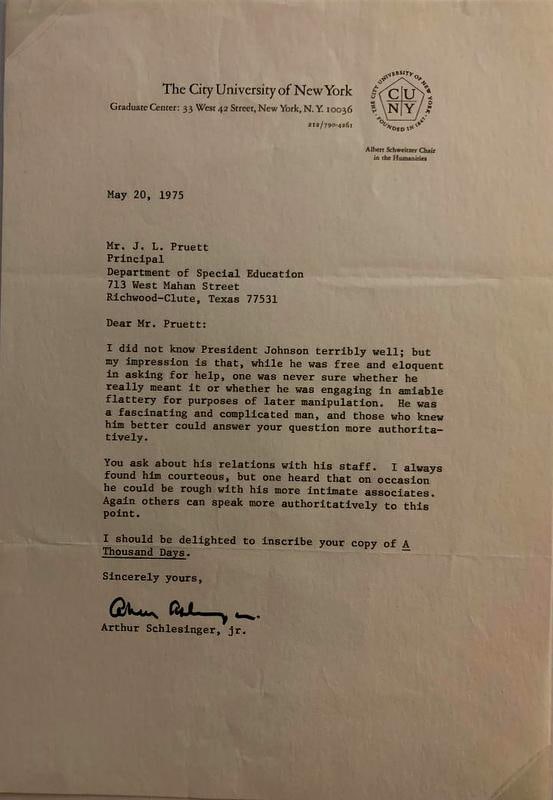 The City University of New York
Graduate Center: 33 West 42 Street, New York, N.Y. 10036
212/790-4261
THE CITY UNIVERSITY OF NEW YORK · FOUNDED IN 1847 ·
CU
NY
Albert Schweitzer Chair
in the Humanities
May 20, 1975
Mr. J. L. Pruett
Principal
Department of Special Education
713 West Mahan Street
Richwood-Clute, Texas 77531
Dear Mr. Pruett:
I did not know President Johnson terribly well; but
my impression is that, while he was free and eloquent
in asking for help, one was never sure whether he
really meant it or whether he was engaging in amiable
flattery for purposes of later manipulation. He was
a fascinating and complicated man, and those who knew
him better could answer your question more authorita-
tively.
You ask about his relations with his staff. I always
found him courteous, but one heard that on occasion
he could be rough with his more intimate associates.
Again others can speak more authoritatively to this
point.
I should be delighted to inscribe your copy of A
Thousand Days.
Sincerely yours,
Arthur Schlesinger, jr.